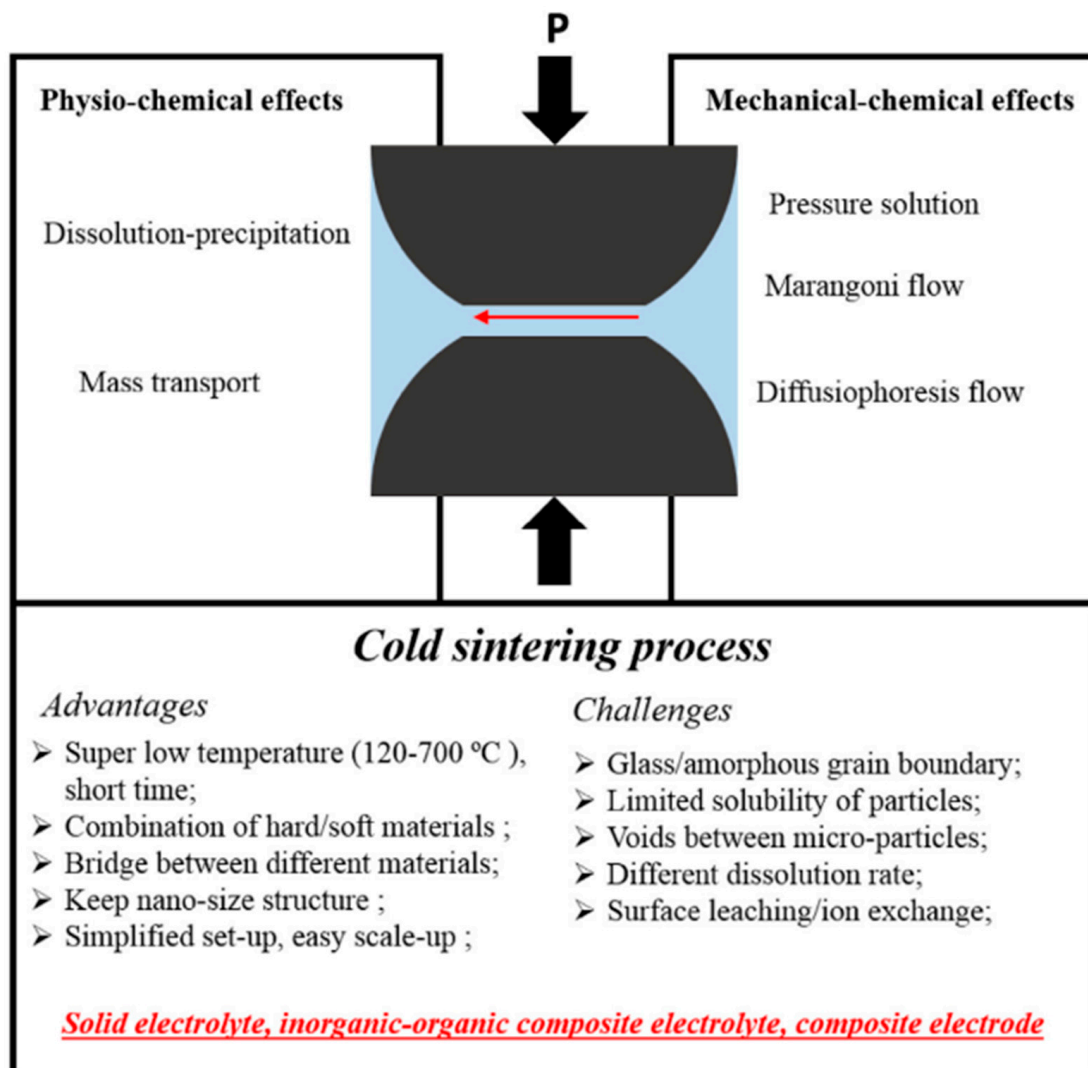 P
Physio-chemical effects
Dissolution-precipitation
Mass transport
Mechanical-chemical effects
Pressure solution
Marangoni flow
Diffusiophoresis flow
Cold sintering process
Advantages
➢ Super low temperature (120-700 ºC ),
short time;
➢ Combination of hard/soft materials ;
➢ Bridge between different materials;
➢ Keep nano-size structure ;
➢ Simplified set-up, easy scale-up ;
Challenges
➢ Glass/amorphous grain boundary;
➢ Limited solubility of particles;
➢ Voids between micro-particles;
➢ Different dissolution rate;
➢ Surface leaching/ion exchange;
Solid electrolyte, inorganic-organic composite electrolyte, composite electrode